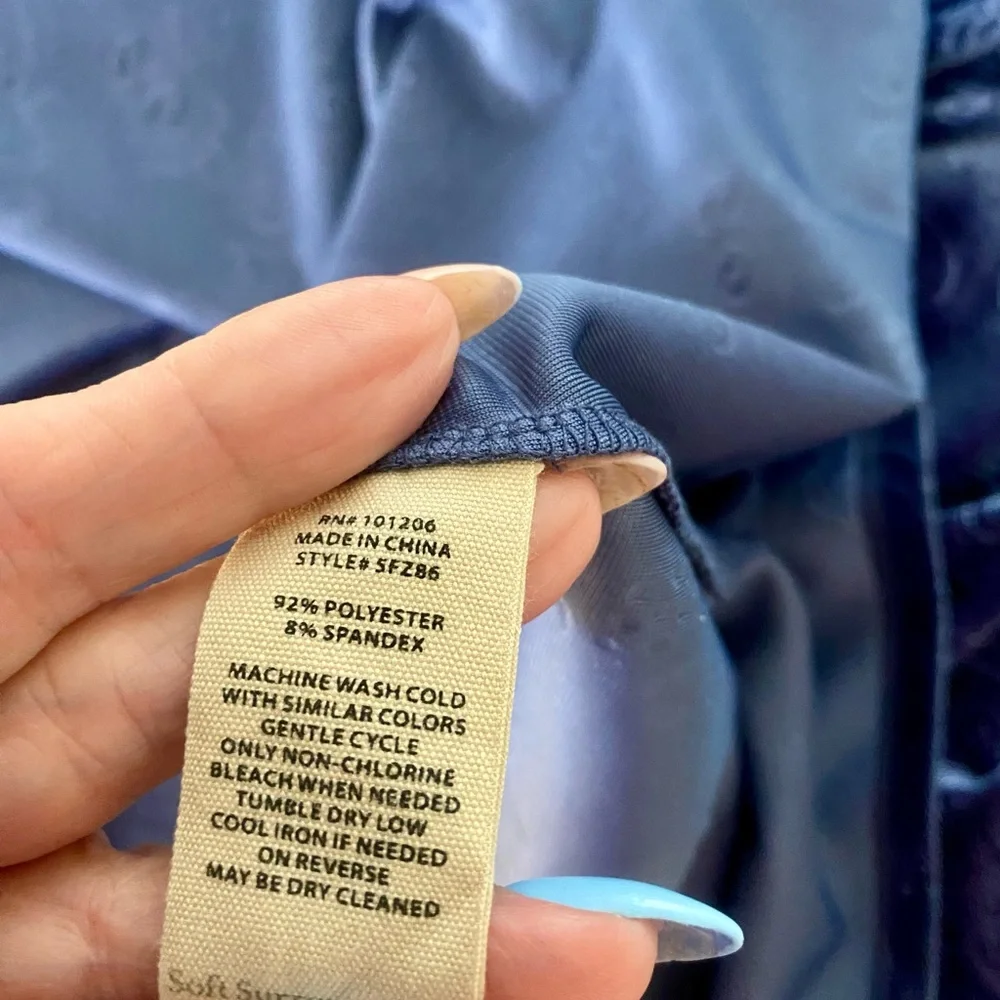 RN# 101206
MADE IN CHINA
STYLE# SFZ86
92% POLYESTER
8% SPANDEX
MACHINE WASH COLD
WITH SIMILAR COLORS
GENTLE CYCLE
ONLY NON-CHLORINE
BLEACH WHEN NEEDED
TUMBLE DRY LOW
COOL IRON IF NEEDED
ON REVERSE
MAY BE DRY CLEANED
Soft